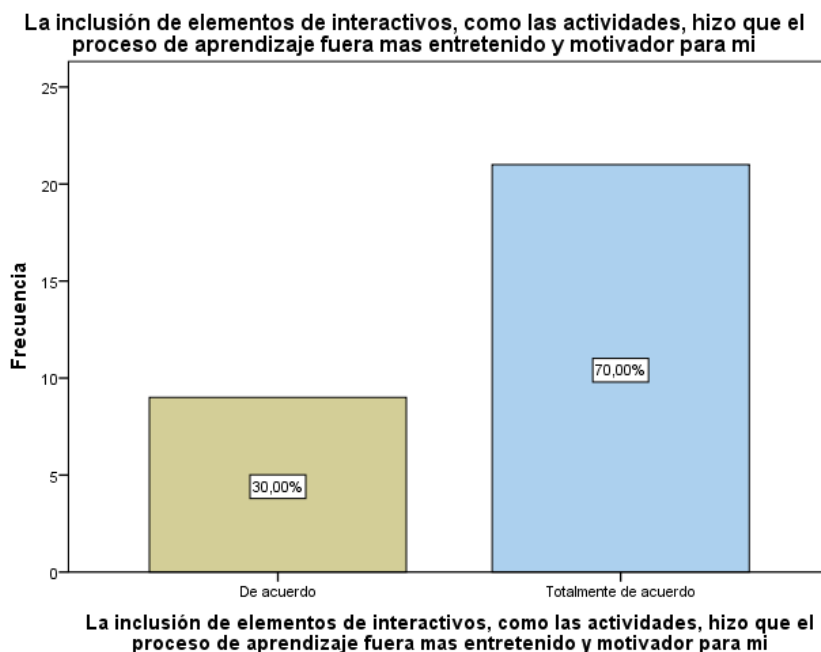 La inclusión de elementos de interactivos, como las actividades, hizo que el
proceso de aprendizaje fuera mas entretenido y motivador para mi
25
20
15
10
5
0
Frecuencia
30,00%
70,00%
De acuerdo
Totalmente de acuerdo
La inclusión de elementos de interactivos, como las actividades, hizo que el
proceso de aprendizaje fuera mas entretenido y motivador para mi